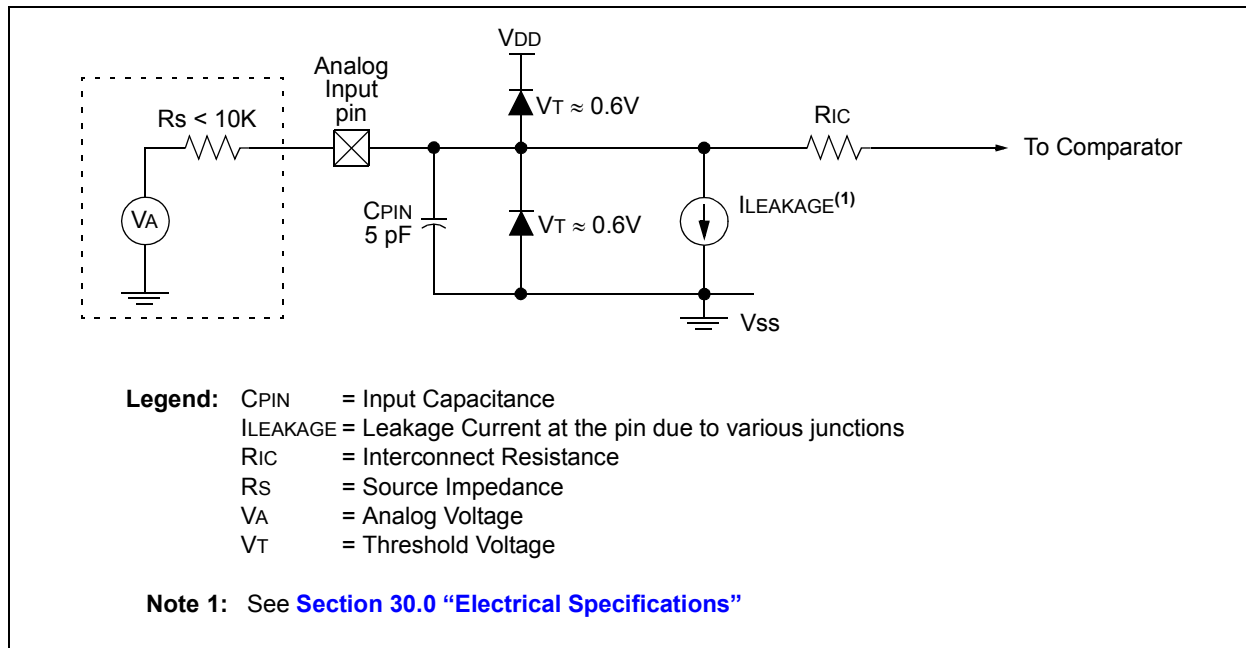 VDD
Analog
Input
pin
VT ≈ 0.6V
Rs < 10K
RIC
To Comparator
VA
CPIN
5 pF
VT ≈ 0.6V
ILEAKAGE(1)
Vss
Legend: CPIN = Input Capacitance
ILEAKAGE = Leakage Current at the pin due to various junctions
RIC = Interconnect Resistance
RS = Source Impedance
VA = Analog Voltage
VT = Threshold Voltage
Note 1: See Section 30.0 “Electrical Specifications”